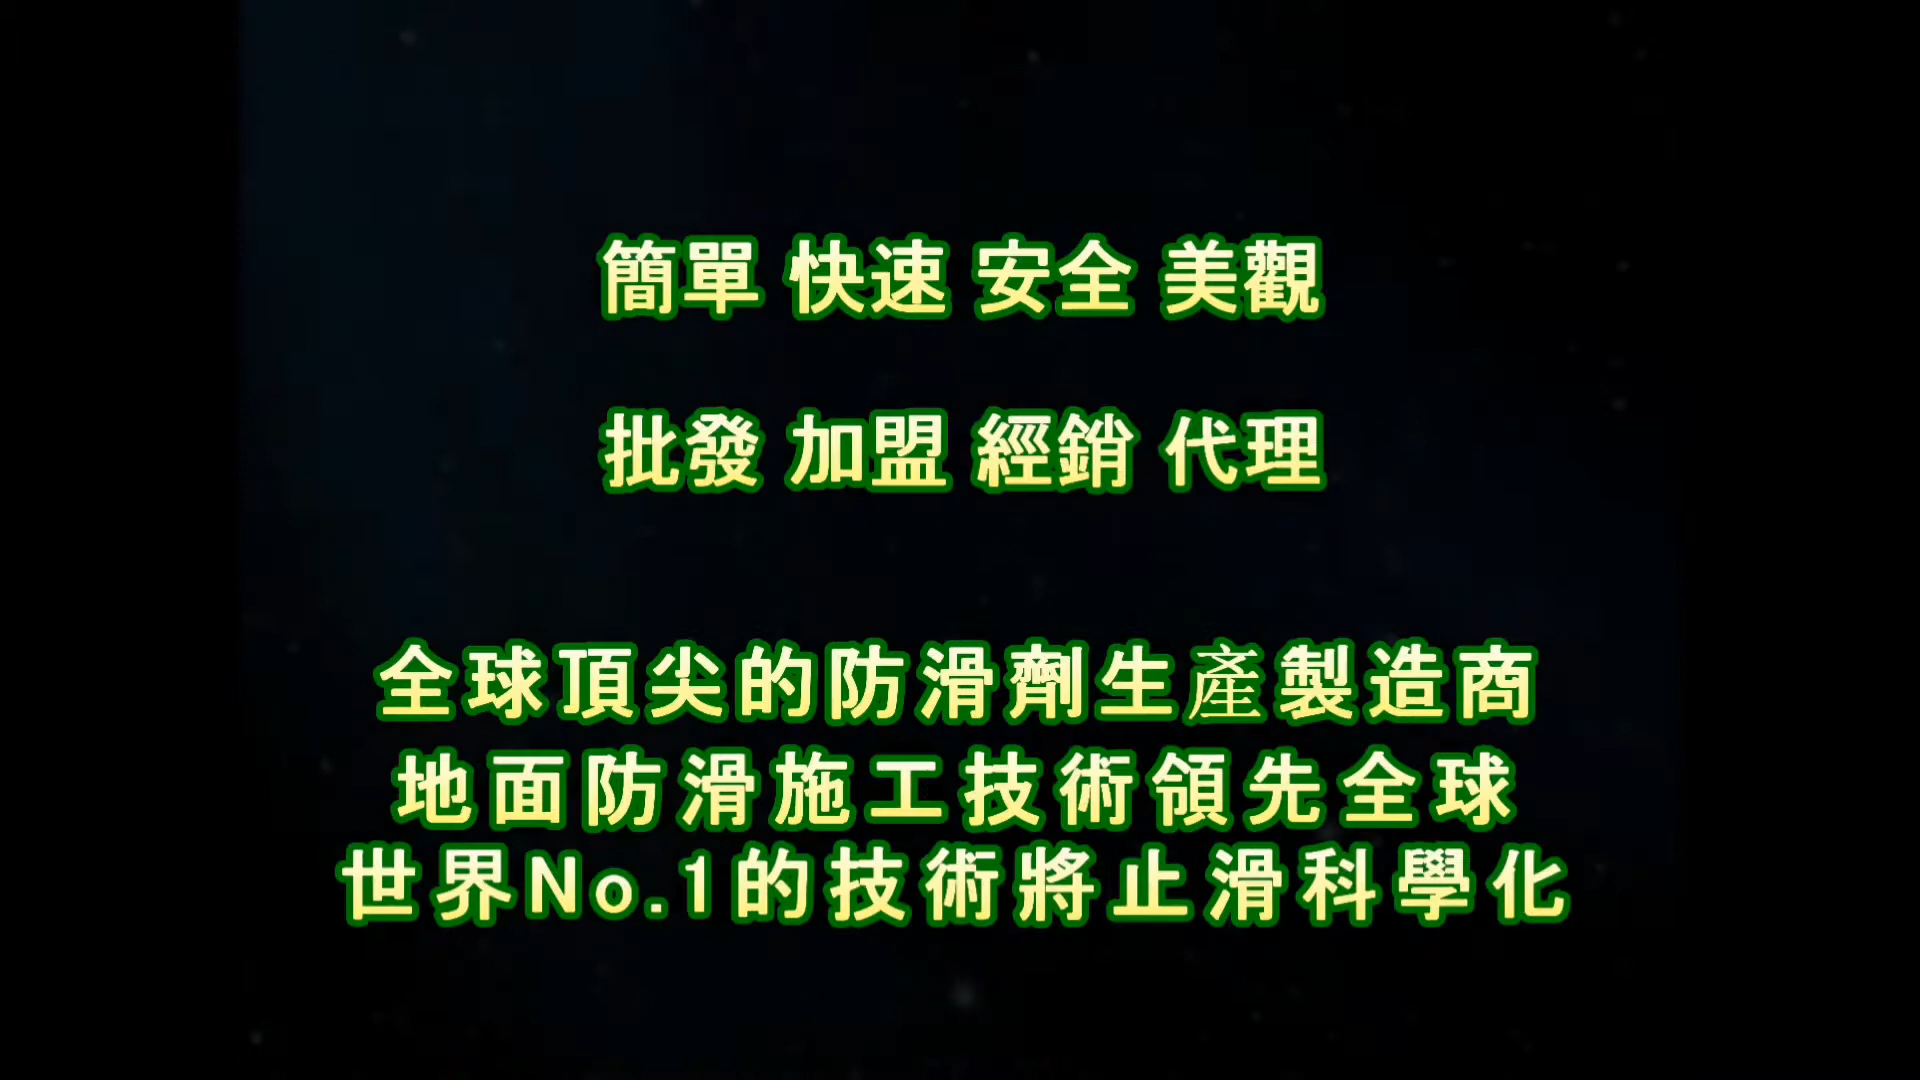 簡單 快速 安全 美觀
批發 加盟 經銷 代理
全球頂尖的防滑劑生產製造商
地面防滑施工技術領先全球
世界No.1的技術將止滑科學化